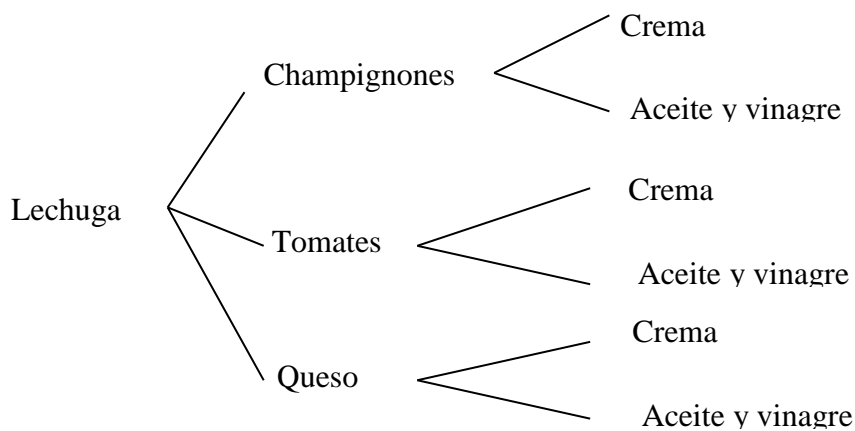 Crema
Champignones
Aceite y vinagre
Crema
Lechuga
Tomates
Aceite y vinagre
Crema
Queso
Aceite y vinagre